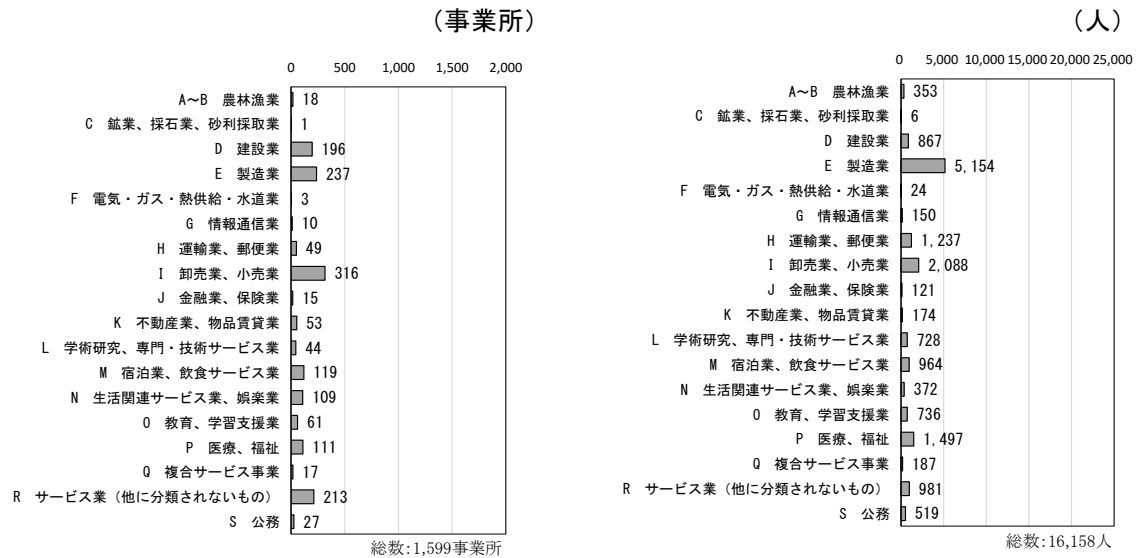 (事業所)
0 500 1,000 1,500 2,000
A~B 農林漁業 18
C 鉱業、採石業、砂利採取業 1
D 建設業 196
E 製造業 237
F 電気・ガス・熱供給・水道業 3
G 情報通信業 10
H 運輸業、郵便業 49
I 卸売業、小売業 316
J 金融業、保険業 15
K 不動産業、物品賃貸業 53
L 学術研究、専門・技術サービス業 44
M 宿泊業、飲食サービス業 119
N 生活関連サービス業、娯楽業 109
O 教育、学習支援業 61
P 医療、福祉 111
Q 複合サービス事業 17
R サービス業(他に分類されないもの) 213
S 公務 27
総数:1,599事業所
(人)
0 5,000 10,000 15,000 20,000 25,000
A~B 農林漁業 353
C 鉱業、採石業、砂利採取業 6
D 建設業 867
E 製造業 5,154
F 電気・ガス・熱供給・水道業 24
G 情報通信業 150
H 運輸業、郵便業 1,237
I 卸売業、小売業 2,088
J 金融業、保険業 121
K 不動産業、物品賃貸業 174
L 学術研究、専門・技術サービス業 728
M 宿泊業、飲食サービス業 964
N 生活関連サービス業、娯楽業 372
O 教育、学習支援業 736
P 医療、福祉 1,497
Q 複合サービス事業 187
R サービス業(他に分類されないもの) 981
S 公務 519
総数:16,158人